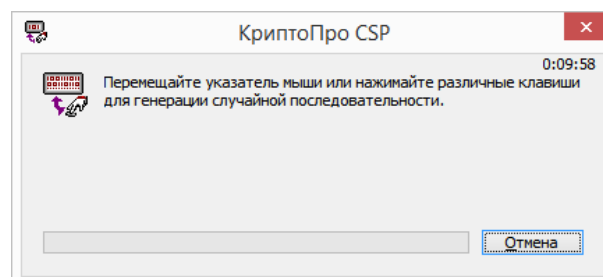 КриптоПро CSP
0:09:58
Перемещайте указатель мыши или нажимайте различные клавиши
для генерации случайной последовательности.
Отмена